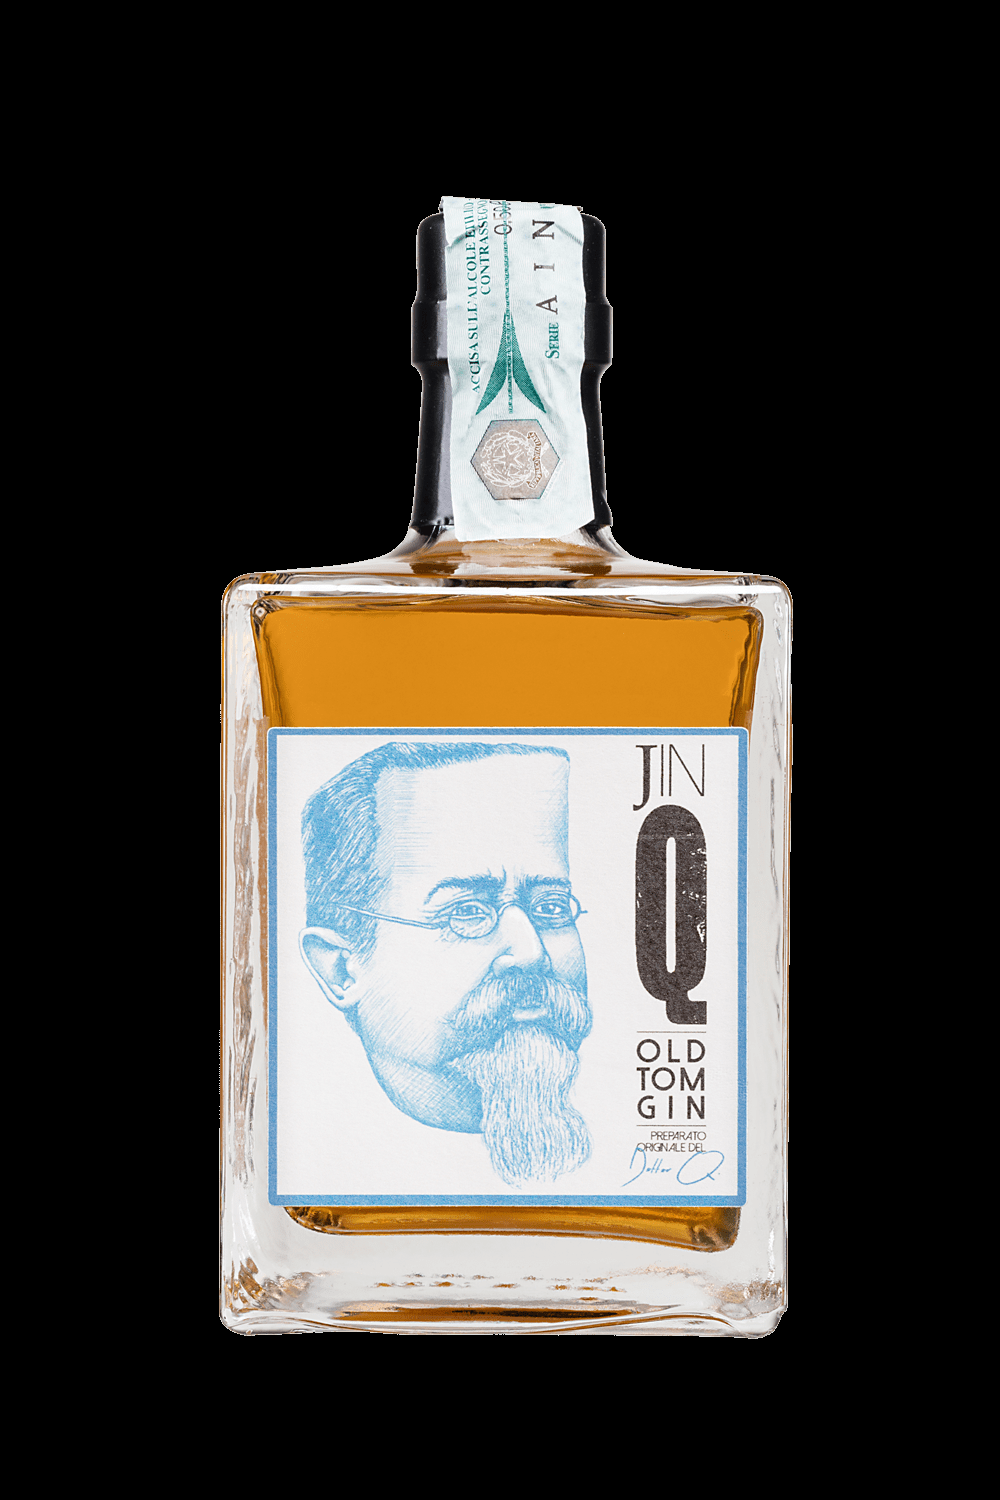 ACCISA SULL'ALCOLE
CONTRASSEGNO
SERIE A I N
JIN
Q
OLD
TOM
GIN
PREPARATO
ORIGINALE DEL
Dottor Q.